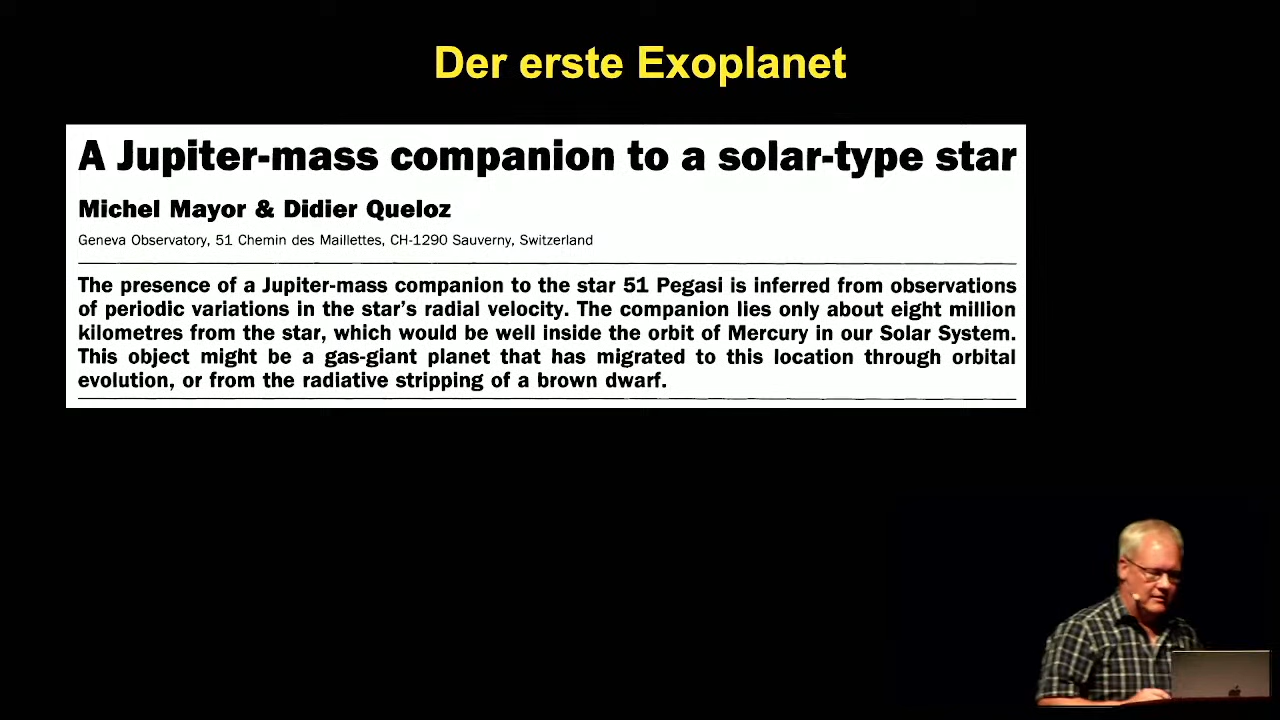 Der erste Exoplanet
A Jupiter-mass companion to a solar-type star
Michel Mayor & Didier Queloz
Geneva Observatory, 51 Chemin des Maillettes, CH-1290 Sauverny, Switzerland
The presence of a Jupiter-mass companion to the star 51 Pegasi is inferred from observations
of periodic variations in the star's radial velocity. The companion lies only about eight million
kilometres from the star, which would be well inside the orbit of Mercury in our Solar System.
This object might be a gas-giant planet that has migrated to this location through orbital
evolution, or from the radiative stripping of a brown dwarf.